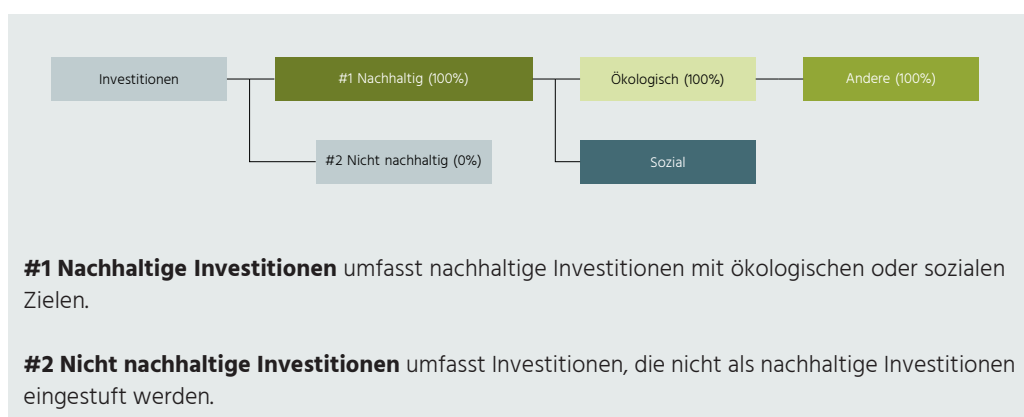 Investitionen
#1 Nachhaltig (100%)
Ökologisch (100%)
Andere (100%)
#2 Nicht nachhaltig (0%)
Sozial
#1 Nachhaltige Investitionen umfasst nachhaltige Investitionen mit ökologischen oder sozialen
Zielen.
#2 Nicht nachhaltige Investitionen umfasst Investitionen, die nicht als nachhaltige Investitionen
eingestuft werden.